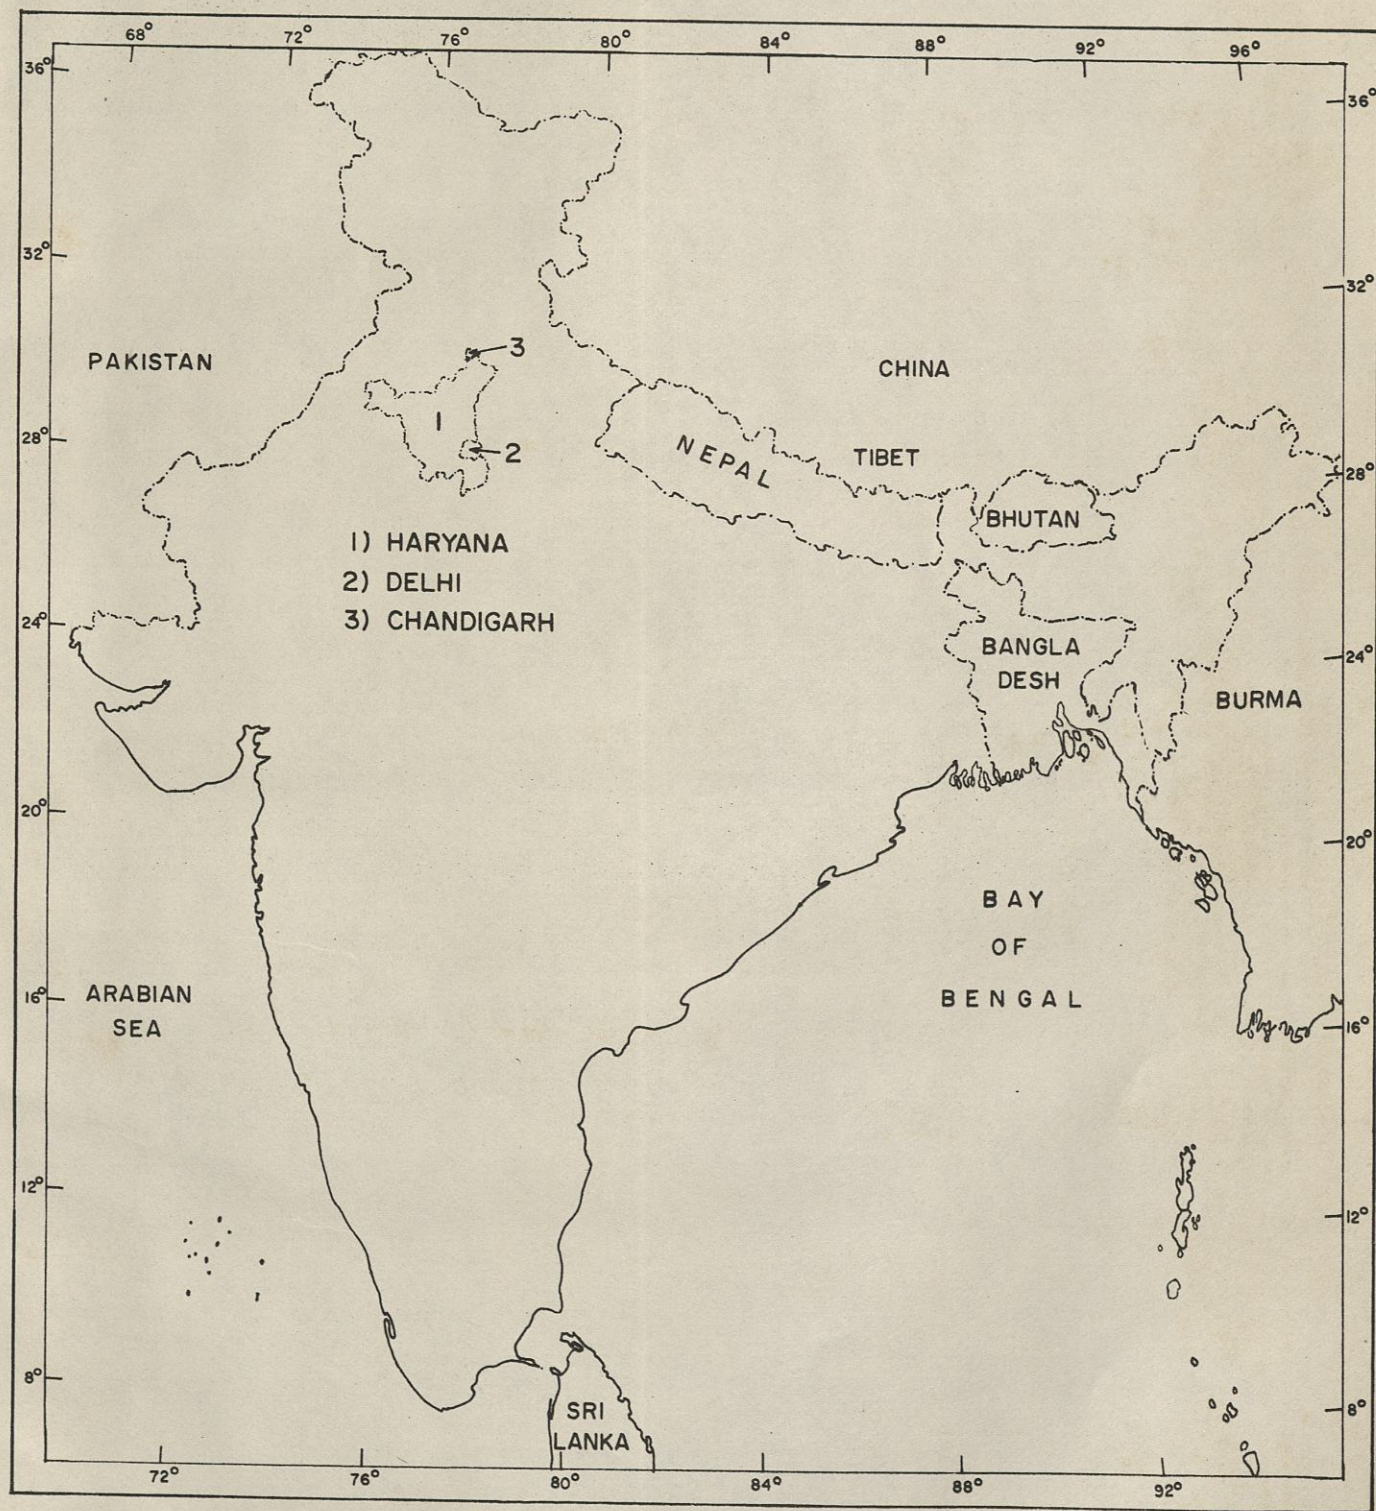 68° 72° 76° 80° 84° 88° 92° 96°
36° 36°
32° 32°
3
PAKISTAN
CHINA
1
28° 28°
2
NEPAL
TIBET
BHUTAN
1) HARYANA
2) DELHI
3) CHANDIGARH
24° 24°
BANGLA
DESH
BURMA
20° 20°
BAY
OF
BENGAL
ARABIAN
SEA
16° 16°
12° 12°
8° 8°
SRI
LANKA
72° 76° 80° 84° 88° 92°